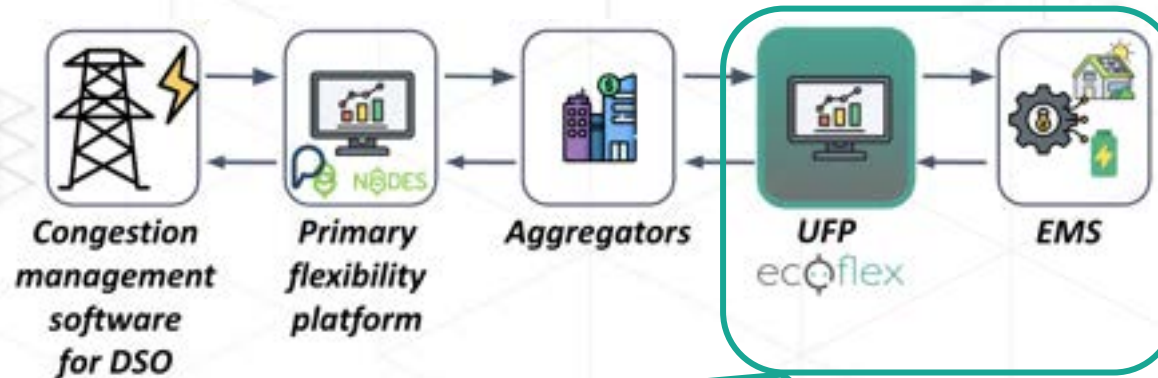 NODES
Congestion
management
software
for DSO
Primary
flexibility
platform
Aggregators
UFP
ecoflex
EMS